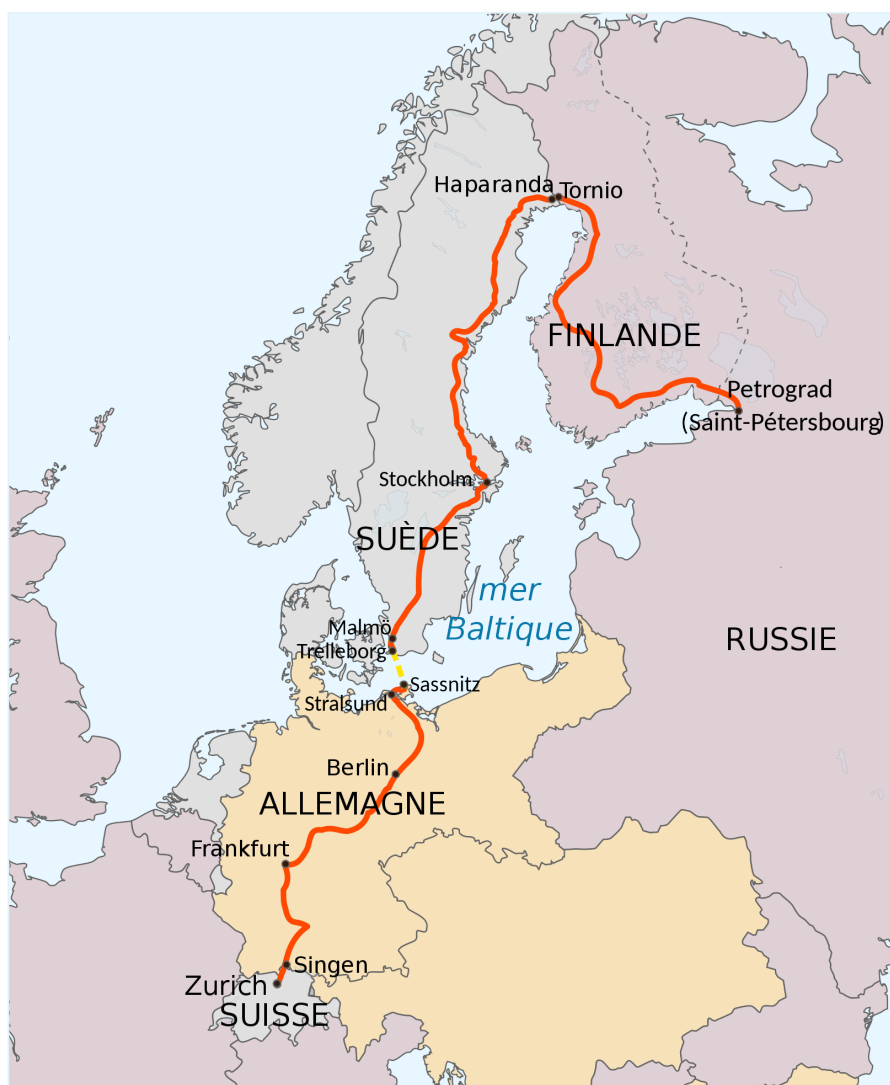 Haparanda
Tornio
FINLANDE
Petrograd
(Saint-Pétersbourg)
Stockholm
SUÈDE
mer
Baltique
Malmö
Trelleborg
RUSSIE
Sassnitz
Stralsund
Berlin
ALLEMAGNE
Frankfurt
Singen
Zurich
SUISSE